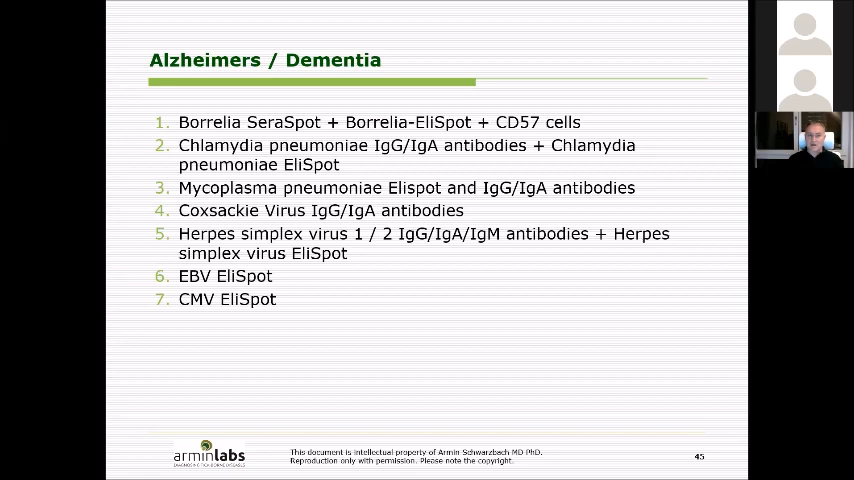 Alzheimers / Dementia
1. Borrelia SeraSpot + Borrelia-EliSpot + CD57 cells
2. Chlamydia pneumoniae IgG/IgA antibodies + Chlamydia
pneumoniae EliSpot
3. Mycoplasma pneumoniae Elispot and IgG/IgA antibodies
4. Coxsackie Virus IgG/IgA antibodies
5. Herpes simplex virus 1 / 2 IgG/IgA/IgM antibodies + Herpes
simplex virus EliSpot
6. EBV EliSpot
7. CMV EliSpot
arminlabs
DIAGNOSING TICK-BORNE DISEASES
This document is intellectual property of Armin Schwarzbach MD PhD.
Reproduction only with permission. Please note the copyright.
45